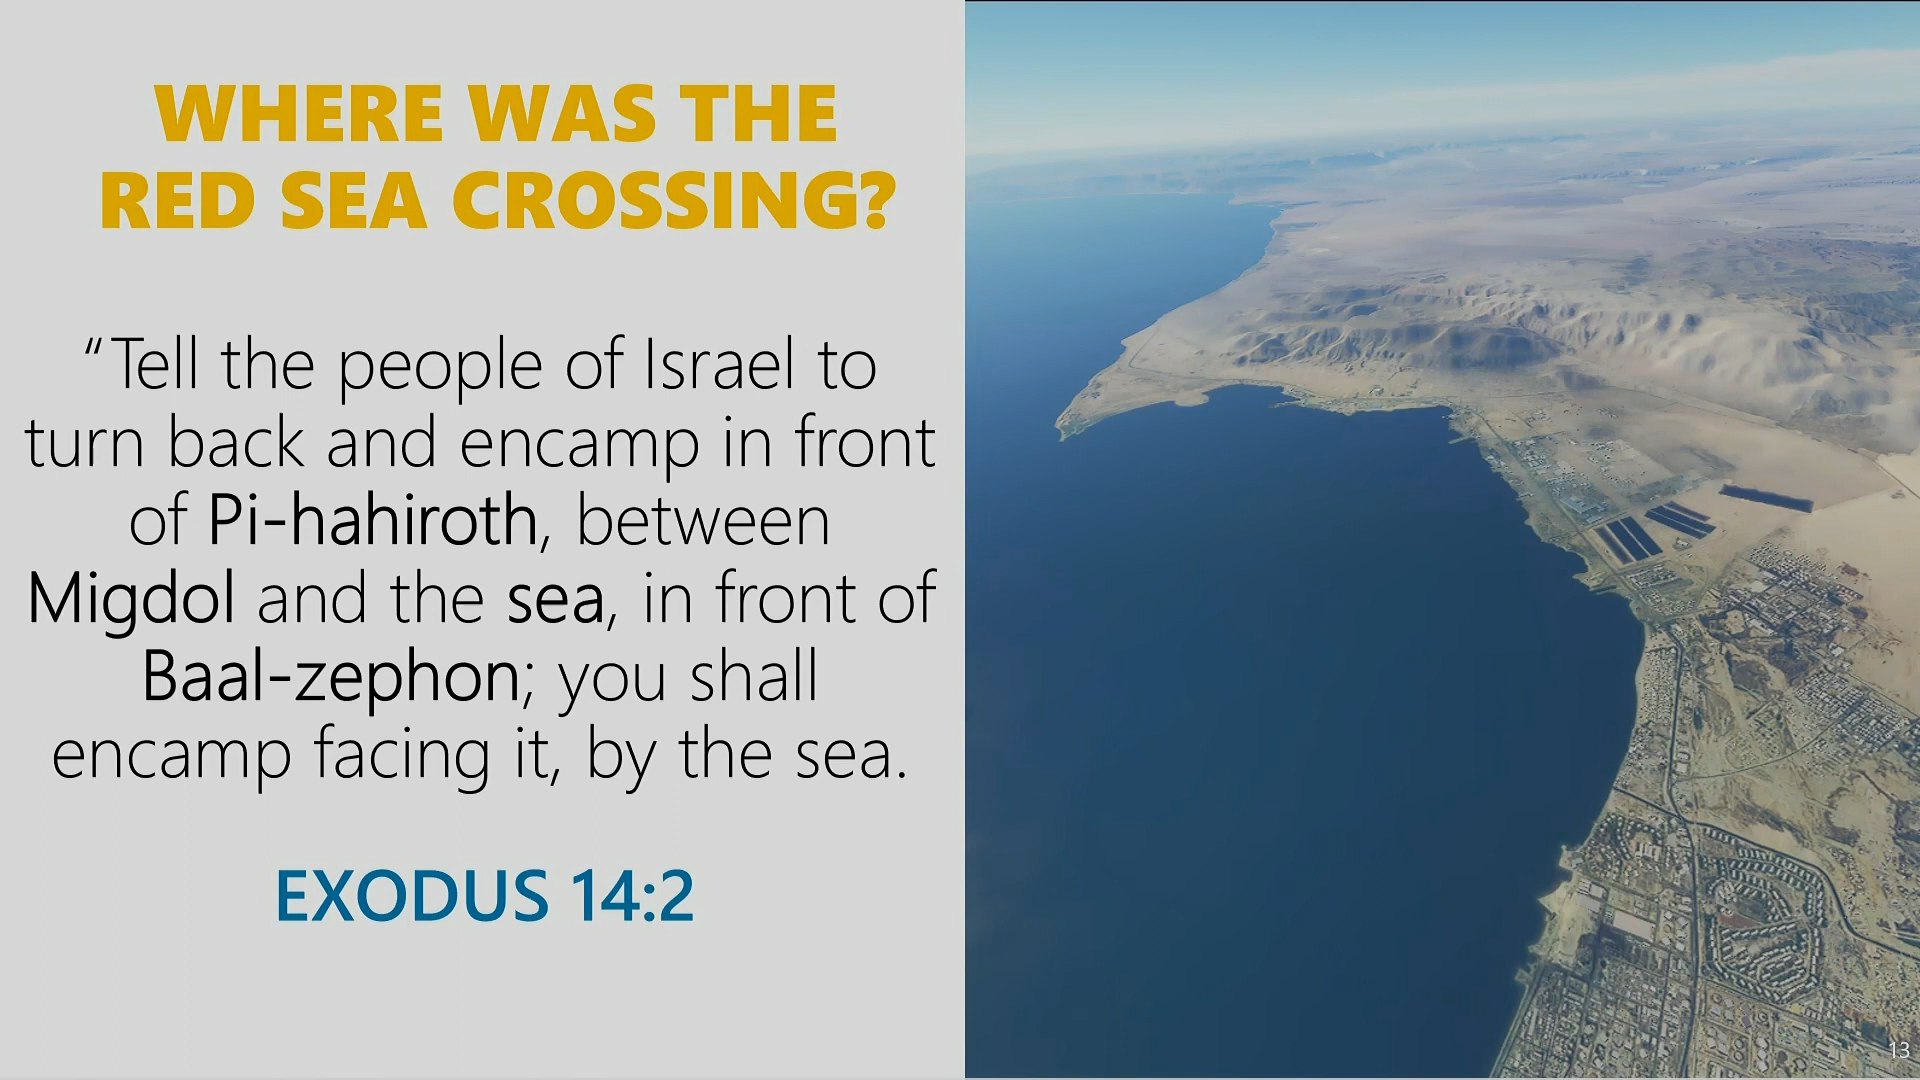 WHERE WAS THE
RED SEA CROSSING?
“Tell the people of Israel to
turn back and encamp in front
of Pi-hahiroth, between
Migdol and the sea, in front of
Baal-zephon; you shall
encamp facing it, by the sea.
EXODUS 14:2
13